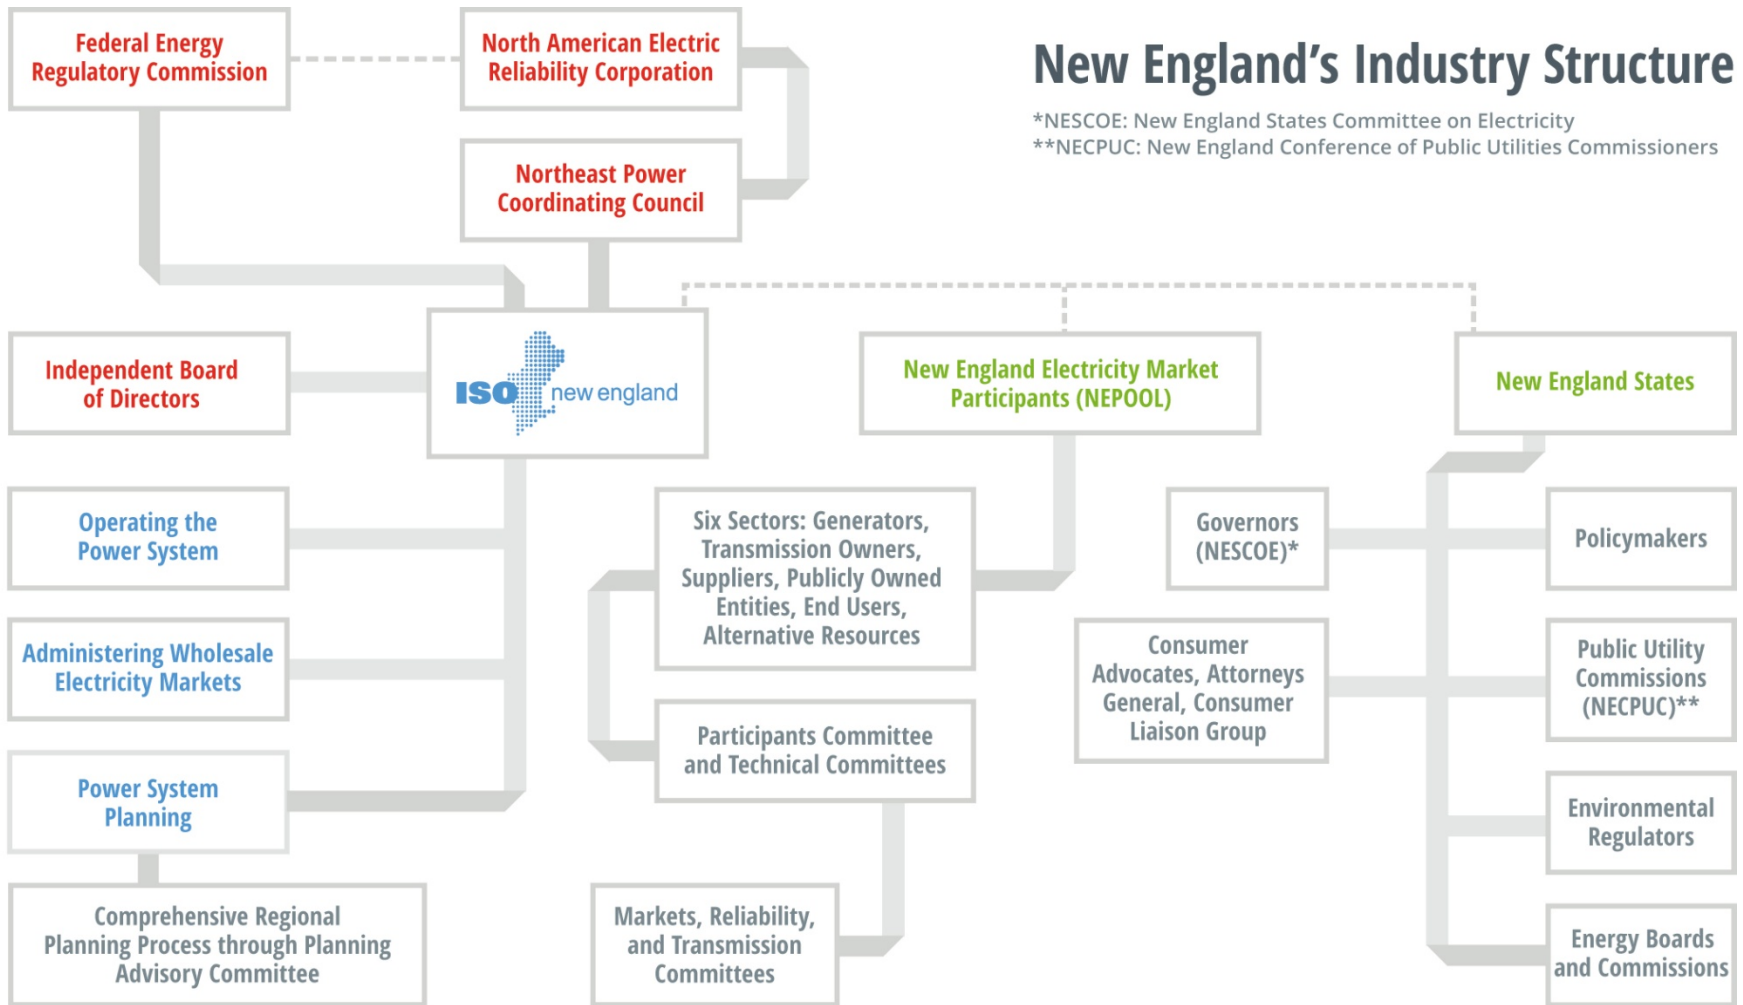 Federal Energy
Regulatory Commission
North American Electric
Reliability Corporation
New England’s Industry Structure
*NESCOE: New England States Committee on Electricity
**NECPUC: New England Conference of Public Utilities Commissioners
Northeast Power
Coordinating Council
Independent Board
of Directors
ISO new england
New England Electricity Market
Participants (NEPOOL)
New England States
Operating the
Power System
Administering Wholesale
Electricity Markets
Power System
Planning
Comprehensive Regional
Planning Process through Planning
Advisory Committee
Six Sectors: Generators,
Transmission Owners,
Suppliers, Publicly Owned
Entities, End Users,
Alternative Resources
Participants Committee
and Technical Committees
Markets, Reliability,
and Transmission
Committees
Governors
(NESCOE)*
Policymakers
Consumer
Advocates, Attorneys
General, Consumer
Liaison Group
Public Utility
Commissions
(NECPUC)**
Environmental
Regulators
Energy Boards
and Commissions